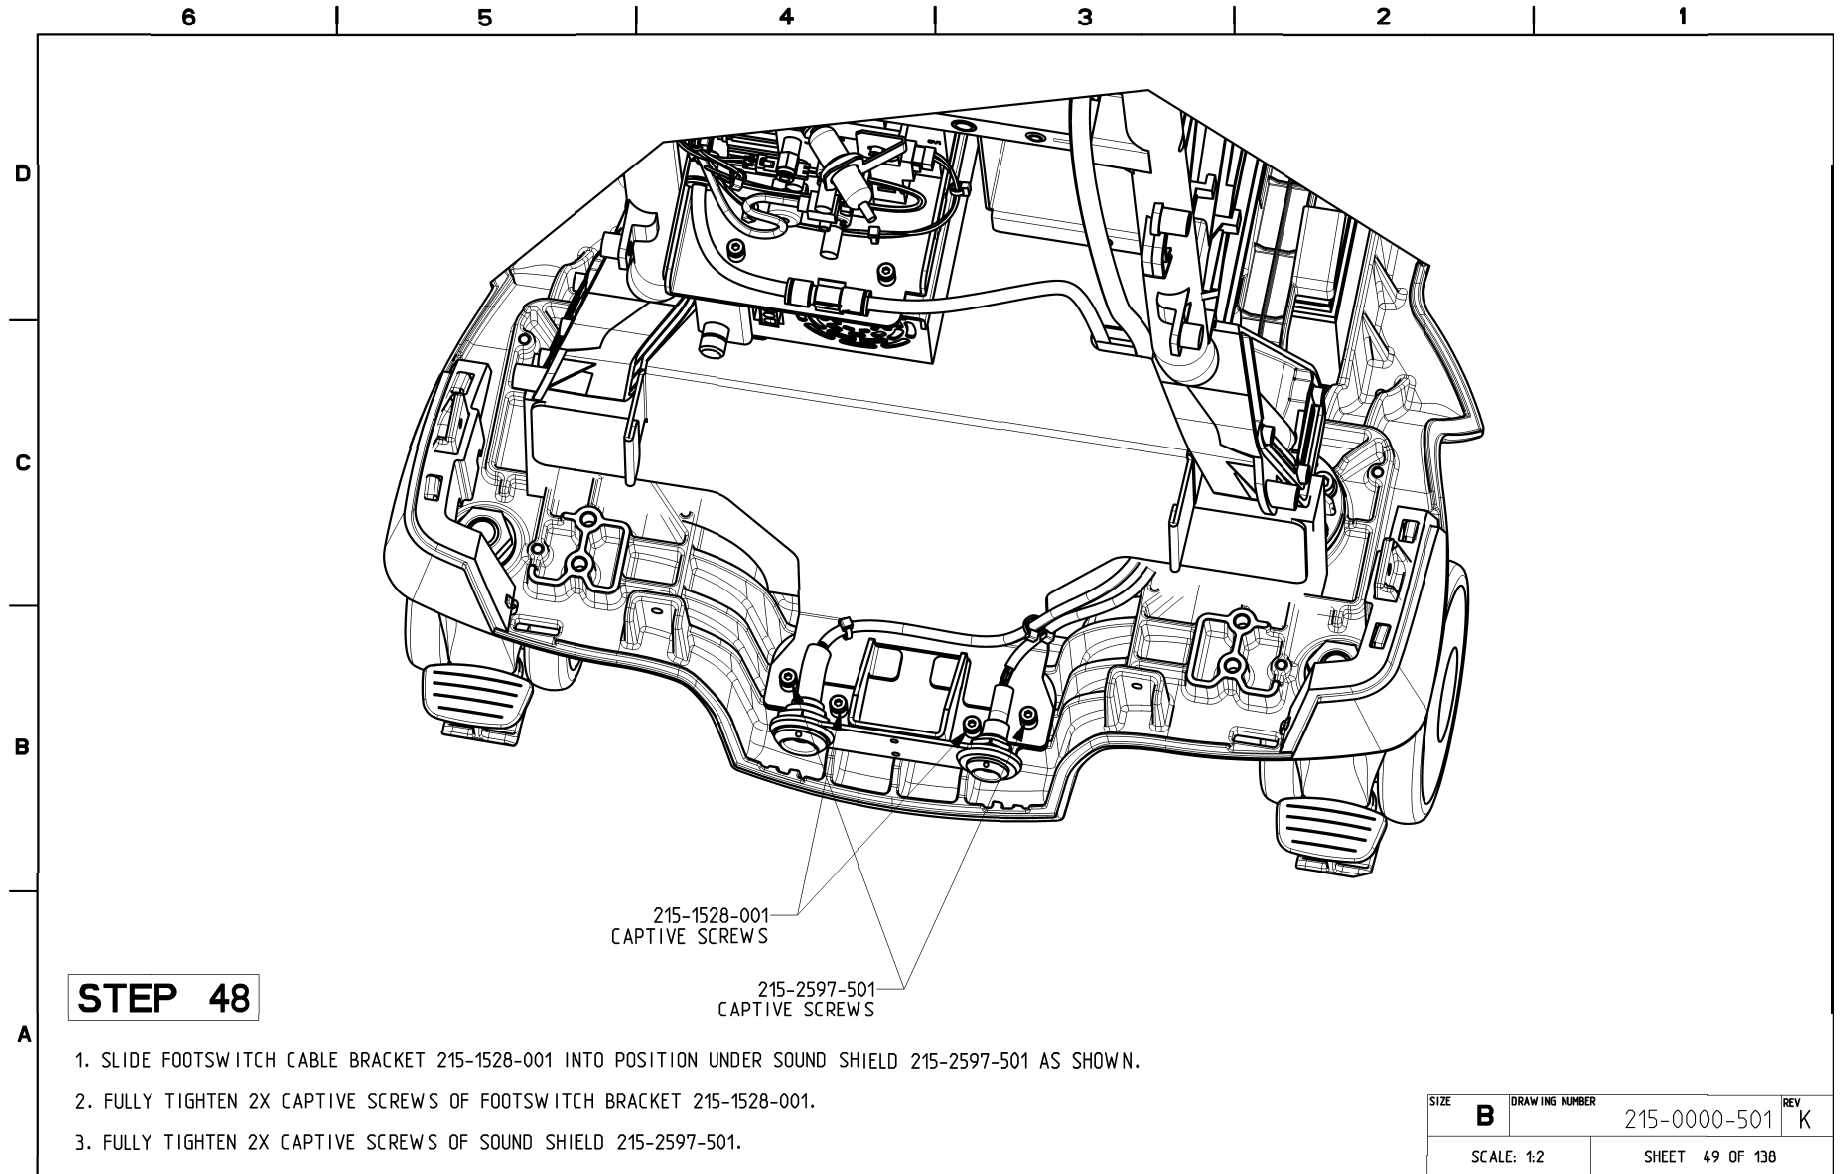 6 5 4 3 2 1
D
C
B
A
215-1528-001
CAPTIVE SCREWS
215-2597-501
CAPTIVE SCREWS
STEP 48
1. SLIDE FOOTSWITCH CABLE BRACKET 215-1528-001 INTO POSITION UNDER SOUND SHIELD 215-2597-501 AS SHOWN.
2. FULLY TIGHTEN 2X CAPTIVE SCREWS OF FOOTSWITCH BRACKET 215-1528-001.
3. FULLY TIGHTEN 2X CAPTIVE SCREWS OF SOUND SHIELD 215-2597-501.
SIZE B DRAWING NUMBER 215-0000-501 REV K
SCALE: 1:2 SHEET 49 OF 138